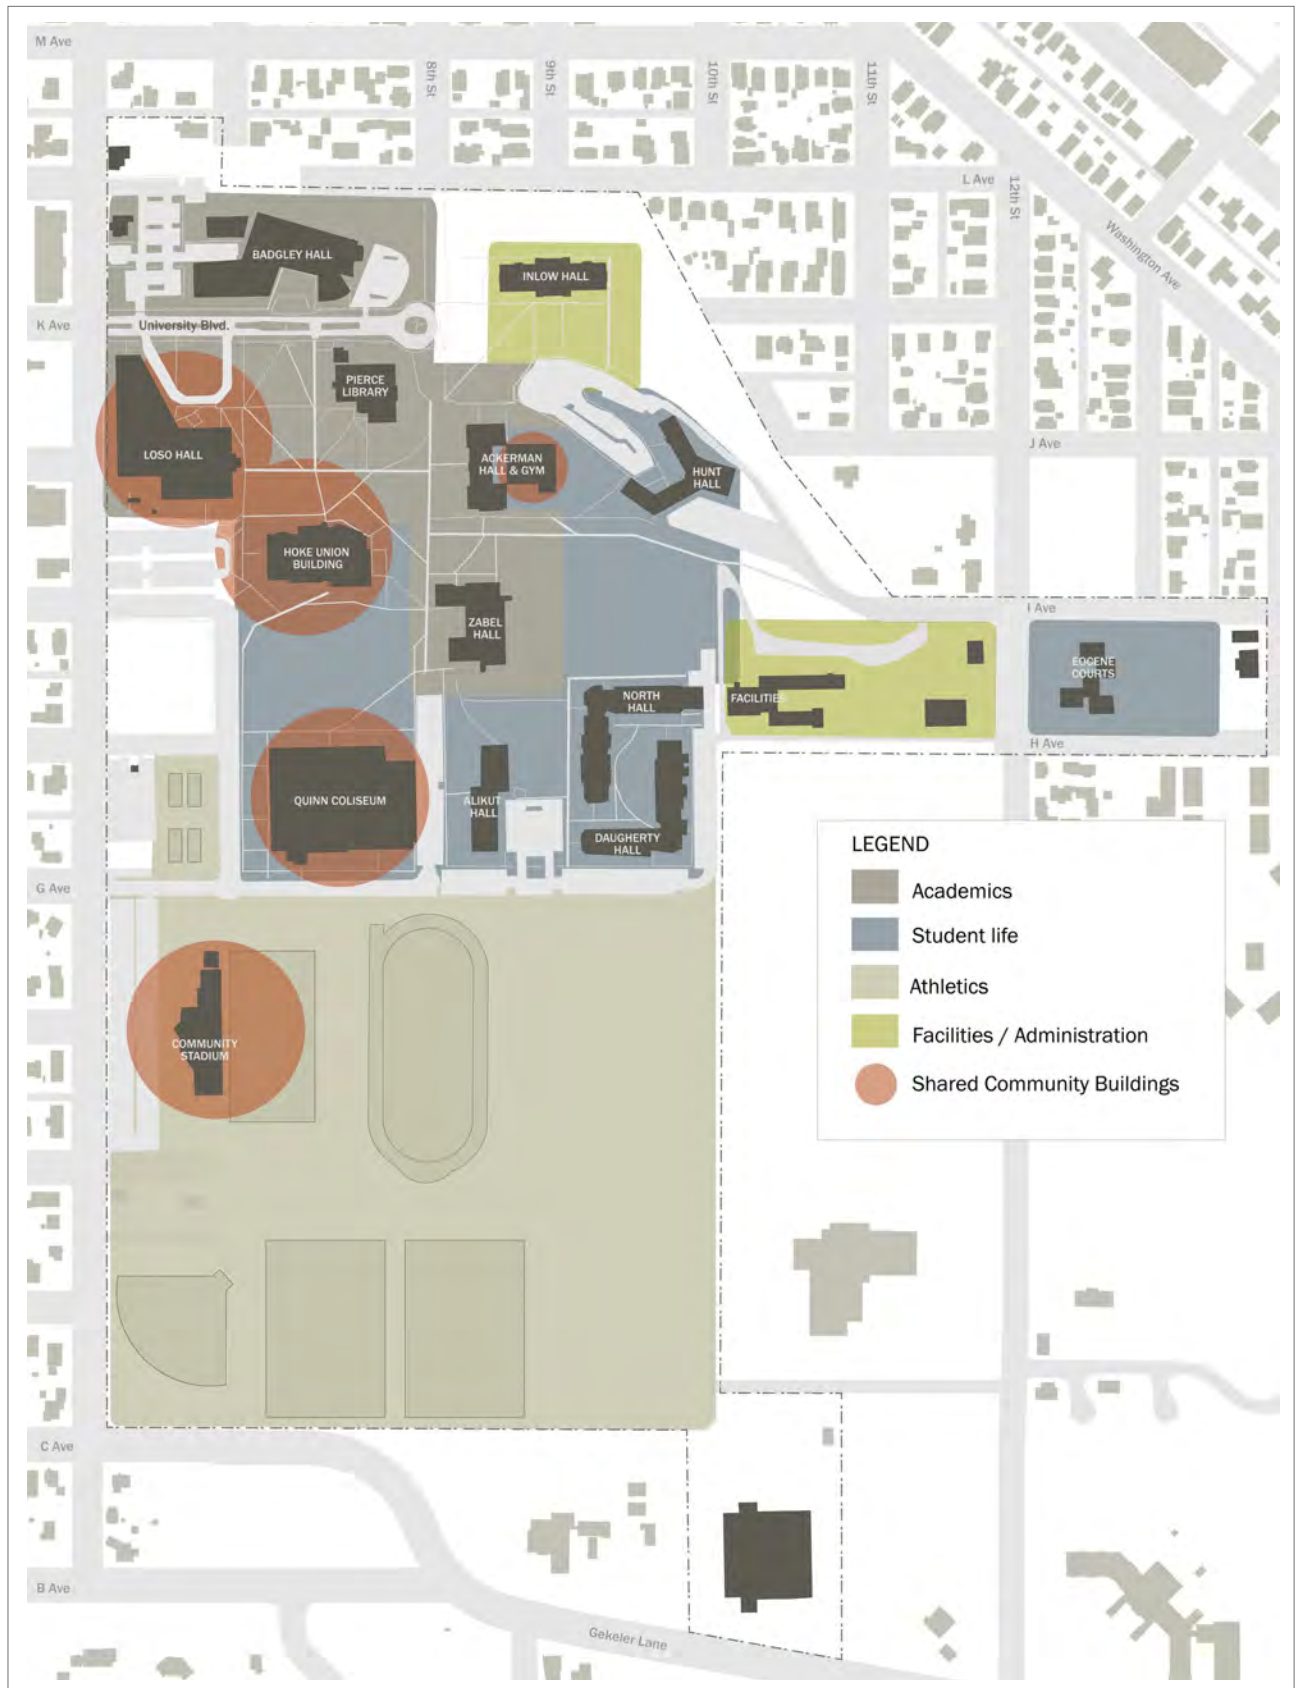 M Ave
8th St
9th St
10th St
11th St
L Ave
12th St
Washington Ave
BADGLEY HALL
INLOW HALL
K Ave
University Blvd.
PIERCE
LIBRARY
J Ave
LOSO HALL
ACKERMAN
HALL & GYM
HUNT
HALL
HOKE UNION
BUILDING
I Ave
ZABEL
HALL
EOCENE
COURTS
NORTH
HALL
FACILITIES
H Ave
QUINN COLISEUM
ALIKUT
HALL
DAUGHERTY
HALL
G Ave
LEGEND
Academics
Student life
Athletics
Facilities / Administration
Shared Community Buildings
COMMUNITY
STADIUM
C Ave
B Ave
Gekeler Lane